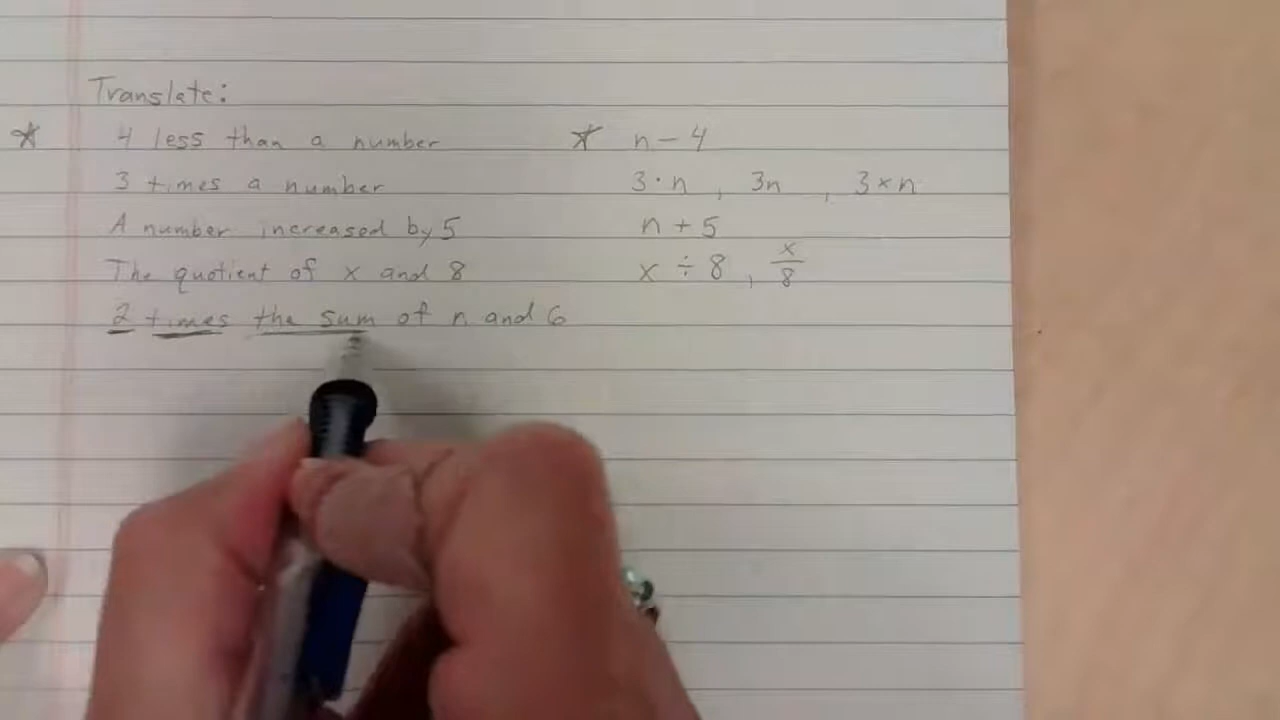 Translate:
☆ 4 less than a number ☆ n - 4
3 times a number 3 · n , 3n , 3 × n
A number increased by 5 n + 5
The quotient of x and 8 x ÷ 8 , x/8
2 times the sum of n and 6